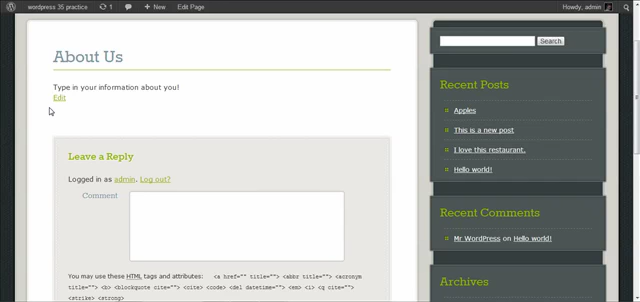 wordpress 35 practice
1
New
Edit Page
Howdy, admin
About Us
Type in your information about you!
Edit
Leave a Reply
Logged in as admin. Log out?
Comment
You may use these HTML tags and attributes: <a href="" title=""> <abbr title=""> <acronym
title=""> <b> <blockquote cite=""> <cite> <code> <del datetime=""> <em> <i> <q cite="">
<strike> <strong>
Search
Recent Posts
Apples
This is a new post
I love this restaurant.
Hello world!
Recent Comments
Mr WordPress on Hello world!
Archives